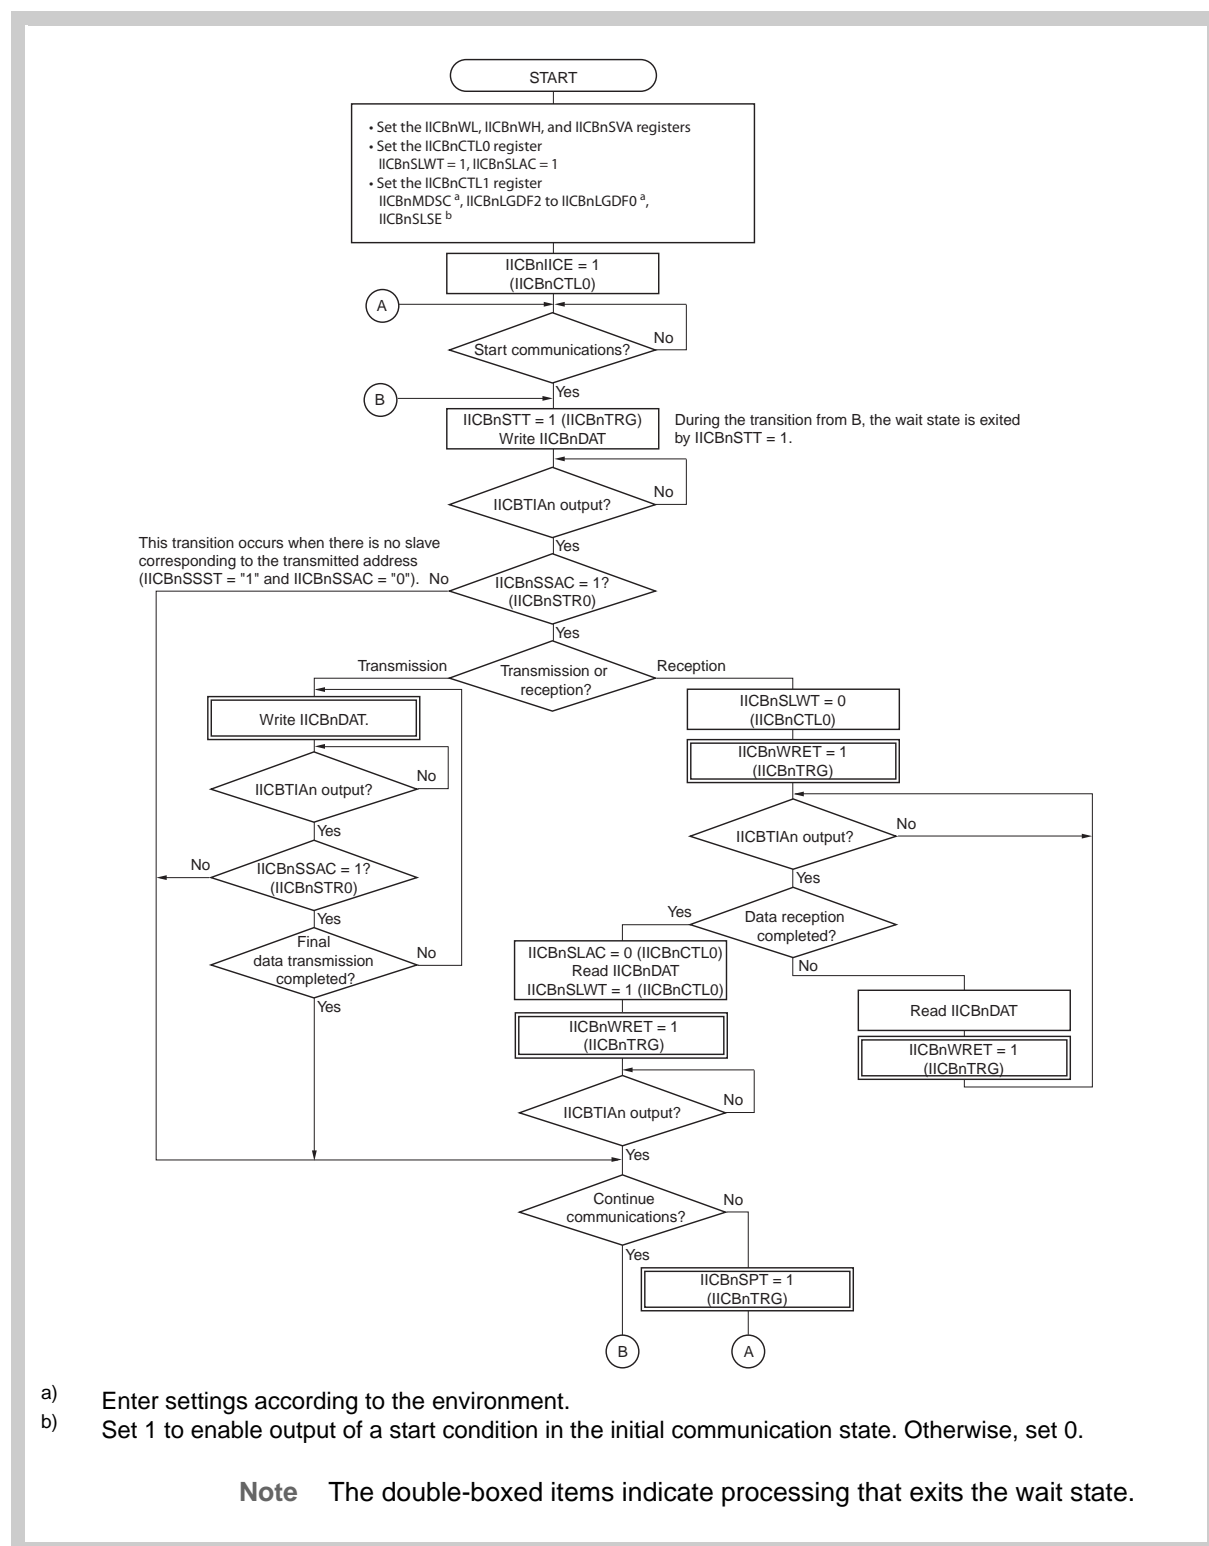 START
• Set the IICBnWL, IICBnWH, and IICBnSVA registers
• Set the IICBnCTL0 register
IICBnSLWT = 1, IICBnSLAC = 1
• Set the IICBnCTL1 register
IICBnMDSC a, IICBnLGDF2 to IICBnLGDF0 a,
IICBnSLSE b
IICBnIICE = 1
(IICBnCTL0)
A
Start communications?
No
Yes
B
IICBnSTT = 1 (IICBnTRG)
Write IICBnDAT
During the transition from B, the wait state is exited
by IICBnSTT = 1.
IICBTIAn output?
No
Yes
This transition occurs when there is no slave
corresponding to the transmitted address
(IICBnSSST = "1" and IICBnSSAC = "0"). No
IICBnSSAC = 1?
(IICBnSTR0)
Yes
Transmission
Transmission or
reception?
Reception
Write IICBnDAT.
IICBTIAn output?
No
Yes
No
IICBnSSAC = 1?
(IICBnSTR0)
Yes
Final
data transmission
completed?
No
Yes
IICBnSLWT = 0
(IICBnCTL0)
IICBnWRET = 1
(IICBnTRG)
IICBTIAn output?
No
Yes
Yes
Data reception
completed?
No
Read IICBnDAT
IICBnWRET = 1
(IICBnTRG)
IICBnSLAC = 0 (IICBnCTL0)
Read IICBnDAT
IICBnSLWT = 1 (IICBnCTL0)
IICBnWRET = 1
(IICBnTRG)
IICBTIAn output?
No
Yes
Continue
communications?
No
Yes
IICBnSPT = 1
(IICBnTRG)
B
A
a) Enter settings according to the environment.
b) Set 1 to enable output of a start condition in the initial communication state. Otherwise, set 0.
Note The double-boxed items indicate processing that exits the wait state.